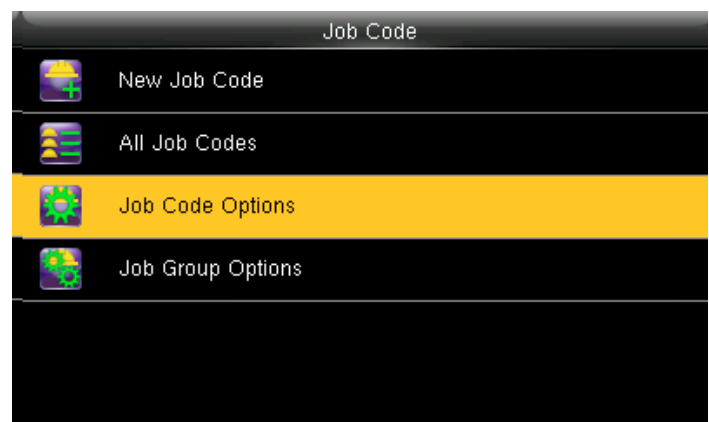 Job Code
New Job Code
All Job Codes
Job Code Options
Job Group Options